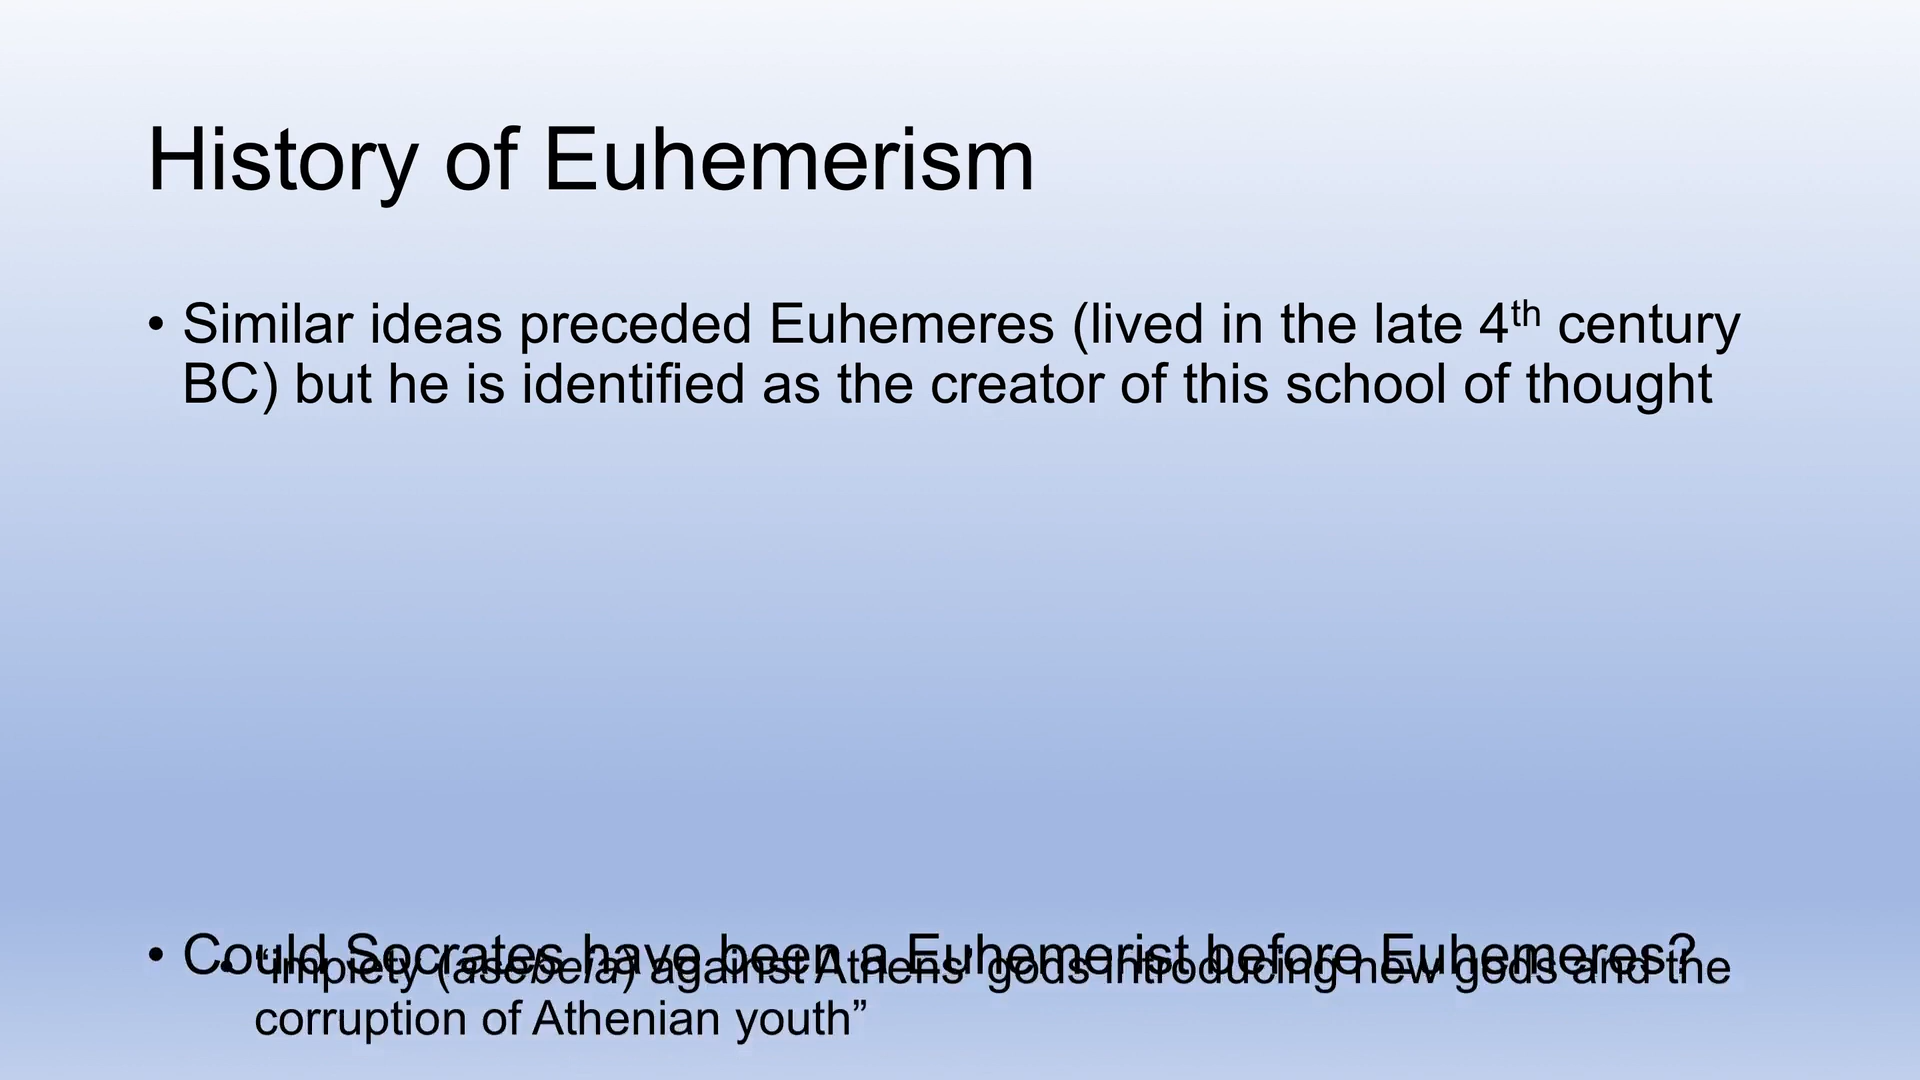 History of Euhemerism
• Similar ideas preceded Euhemeres (lived in the late 4th century
BC) but he is identified as the creator of this school of thought
• Could Socrates have been a Euhemerist before Euhemeres?
• “impiety (asebeia) against Athens’ gods introducing new gods and the
corruption of Athenian youth”